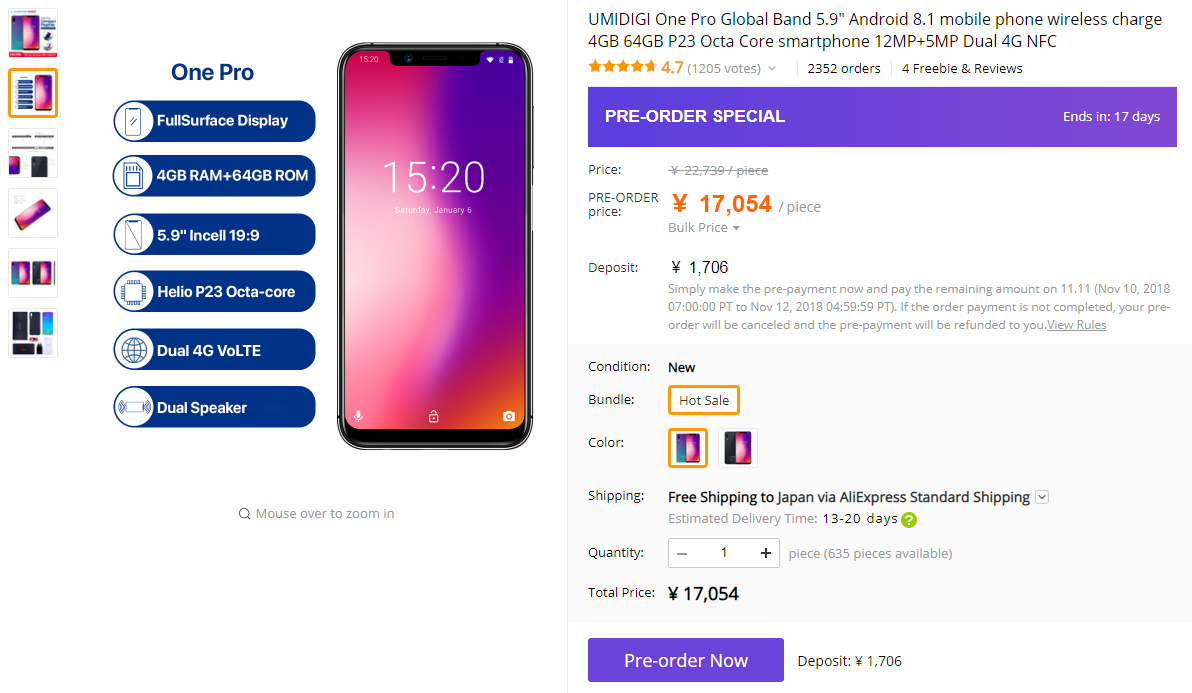 One Pro
FullSurface Display
4GB RAM+64GB ROM
5.9" Incell 19:9
Helio P23 Octa-core
Dual 4G VoLTE
Dual Speaker
15:20
15:20
Saturday, January 6
Mouse over to zoom in
UMIDIGI One Pro Global Band 5.9" Android 8.1 mobile phone wireless charge
4GB 64GB P23 Octa Core smartphone 12MP+5MP Dual 4G NFC
4.7 (1205 votes) 2352 orders 4 Freebie & Reviews
PRE-ORDER SPECIAL Ends in: 17 days
Price: ¥ 22,739 / piece
PRE-ORDER
price: ¥ 17,054 / piece
Bulk Price
Deposit: ¥ 1,706
Simply make the pre-payment now and pay the remaining amount on 11.11 (Nov 10, 2018
07:00:00 PT to Nov 12, 2018 04:59:59 PT). If the order payment is not completed, your pre-
order will be canceled and the pre-payment will be refunded to you.View Rules
Condition: New
Bundle: Hot Sale
Color:
Shipping: Free Shipping to Japan via AliExpress Standard Shipping
Estimated Delivery Time: 13-20 days ?
Quantity: − 1 + piece (635 pieces available)
Total Price: ¥ 17,054
Pre-order Now Deposit: ¥ 1,706